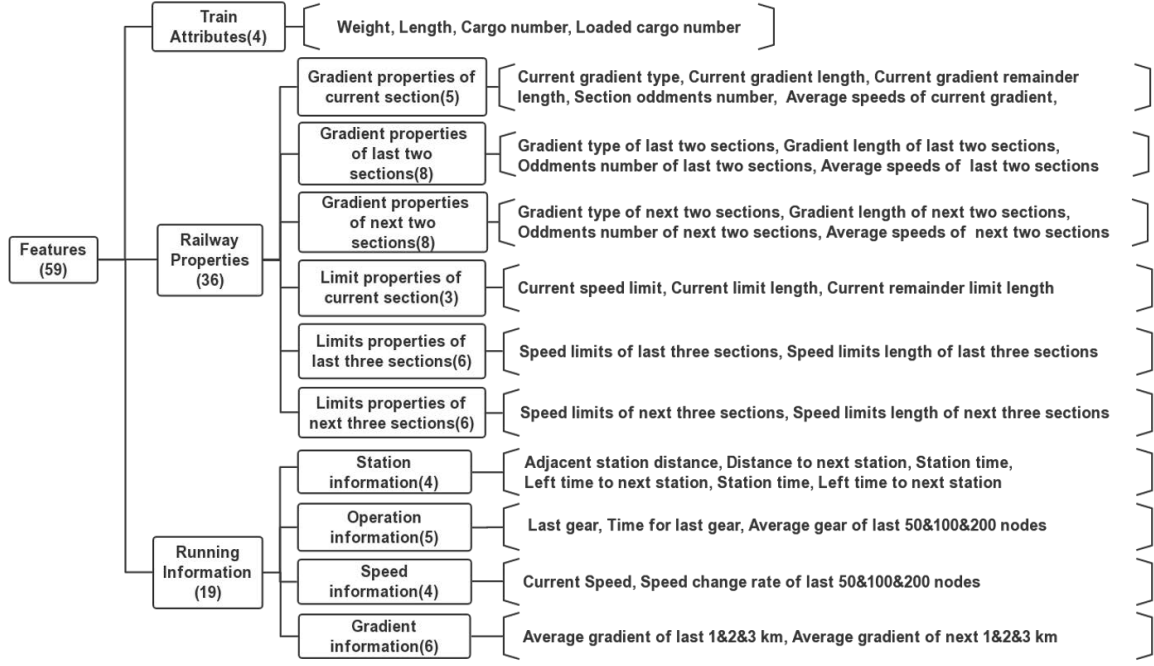 Features
(59)
Train
Attributes(4)
Weight, Length, Cargo number, Loaded cargo number
Railway
Properties
(36)
Gradient properties of
current section(5)
Current gradient type, Current gradient length, Current gradient remainder
length, Section oddments number, Average speeds of current gradient,
Gradient properties
of last two
sections(8)
Gradient type of last two sections, Gradient length of last two sections,
Oddments number of last two sections, Average speeds of last two sections
Gradient properties
of next two
sections(8)
Gradient type of next two sections, Gradient length of next two sections,
Oddments number of next two sections, Average speeds of next two sections
Limit properties of
current section(3)
Current speed limit, Current limit length, Current remainder limit length
Limits properties of
last three sections(6)
Speed limits of last three sections, Speed limits length of last three sections
Limits properties of
next three sections(6)
Speed limits of next three sections, Speed limits length of next three sections
Running
Information
(19)
Station
information(4)
Adjacent station distance, Distance to next station, Station time,
Left time to next station, Station time, Left time to next station
Operation
information(5)
Last gear, Time for last gear, Average gear of last 50&100&200 nodes
Speed
information(4)
Current Speed, Speed change rate of last 50&100&200 nodes
Gradient
information(6)
Average gradient of last 1&2&3 km, Average gradient of next 1&2&3 km